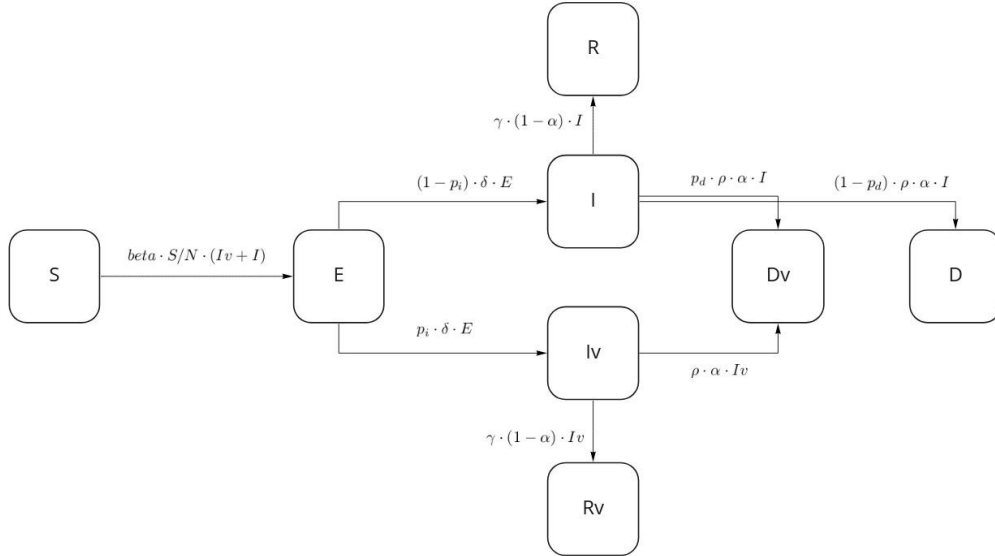 R
γ · (1 − α) · I
(1 − p_i) · δ · E
I
p_d · ρ · α · I
(1 − p_d) · ρ · α · I
S
beta · S/N · (Iv + I)
E
Dv
D
p_i · δ · E
Iv
ρ · α · Iv
γ · (1 − α) · Iv
Rv